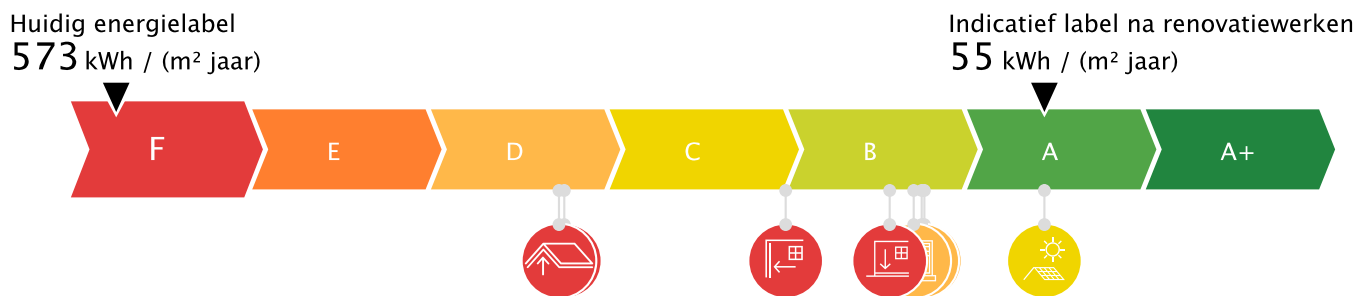 Huidig energielabel
573 kWh / (m² jaar)
Indicatief label na renovatiewerken
55 kWh / (m² jaar)
F E D C B A A+